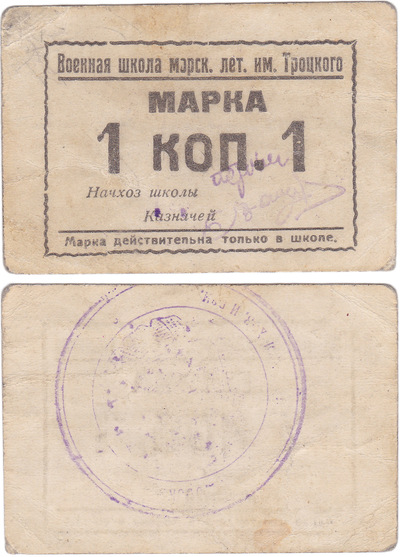 Военная школа морск. лет. им. Троцкого
МАРКА
1 КОП. 1
Начхоз школы
Казначей
Марка действительна только в школе.